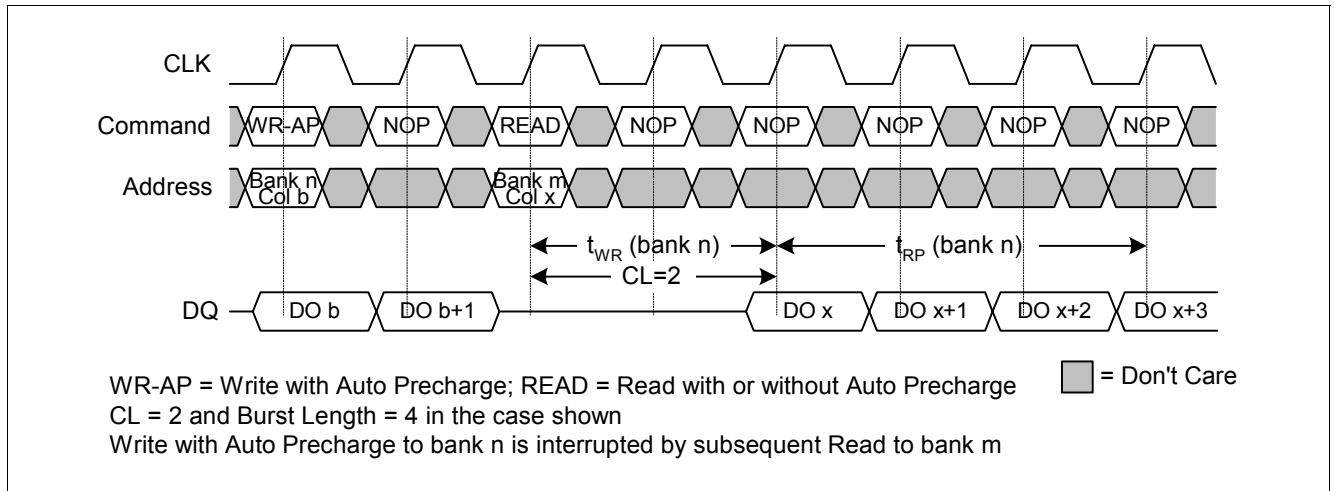 CLK
Command WR-AP NOP READ NOP NOP NOP NOP NOP
Address Bank n Bank m
Col b Col x
tWR (bank n) tRP (bank n)
CL=2
DQ DO b DO b+1 DO x DO x+1 DO x+2 DO x+3
WR-AP = Write with Auto Precharge; READ = Read with or without Auto Precharge = Don't Care
CL = 2 and Burst Length = 4 in the case shown
Write with Auto Precharge to bank n is interrupted by subsequent Read to bank m